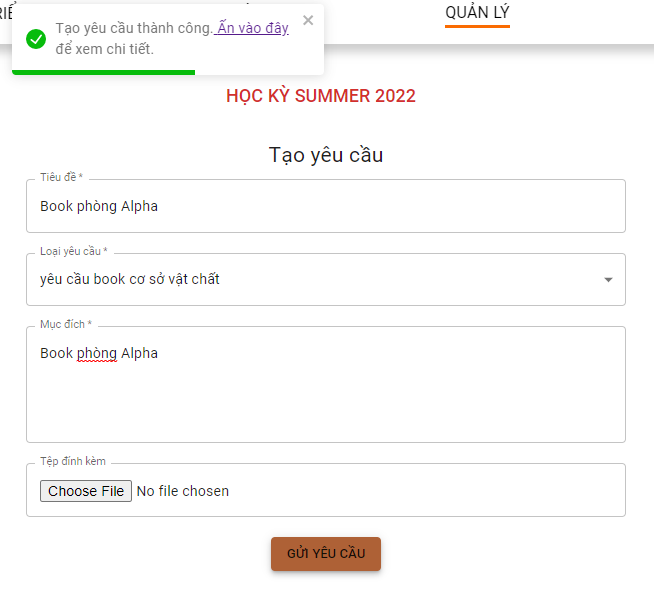 QUẢN LÝ
Tạo yêu cầu thành công. Ấn vào đây
để xem chi tiết.
HỌC KỲ SUMMER 2022
Tạo yêu cầu
Tiêu đề *
Book phòng Alpha
Loại yêu cầu *
yêu cầu book cơ sở vật chất
Mục đích *
Book phòng Alpha
Tệp đính kèm
Choose File No file chosen
GỬI YÊU CẦU